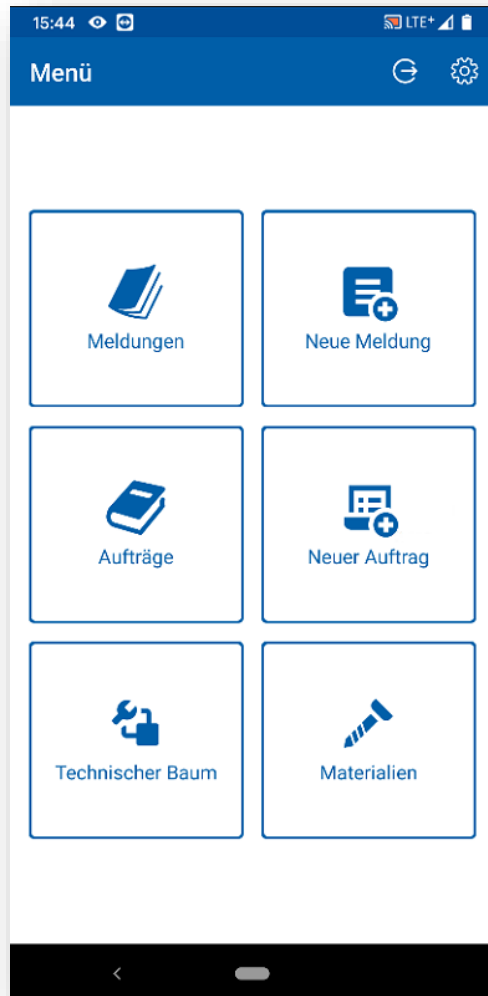 15:44 LTE+
Menü
Meldungen
Neue Meldung
Aufträge
Neuer Auftrag
Technischer Baum
Materialien